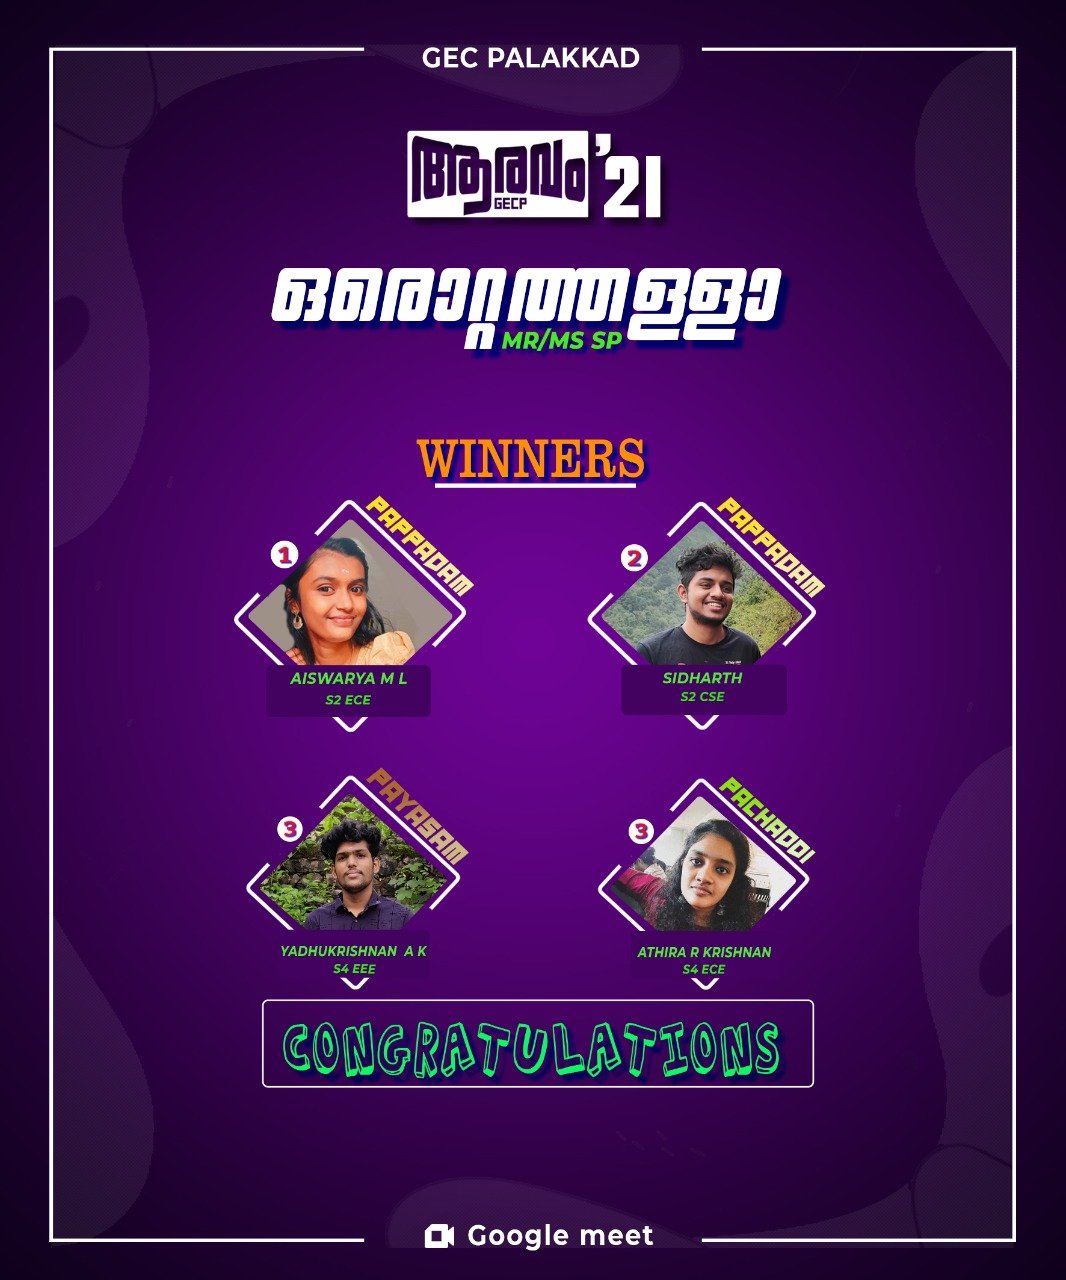 GEC PALAKKAD
ആരവം'21
GECP
ഒരൊറ്റത്തള്ളാ
MR/MS SP
WINNERS
PAPPADAM
1
AISWARYA M L
S2 ECE
PAPPADAM
2
SIDHARTH
S2 CSE
PAYASAM
3
YADHUKRISHNAN A K
S4 EEE
PACHADDI
3
ATHIRA R KRISHNAN
S4 ECE
CONGRATULATIONS
Google meet